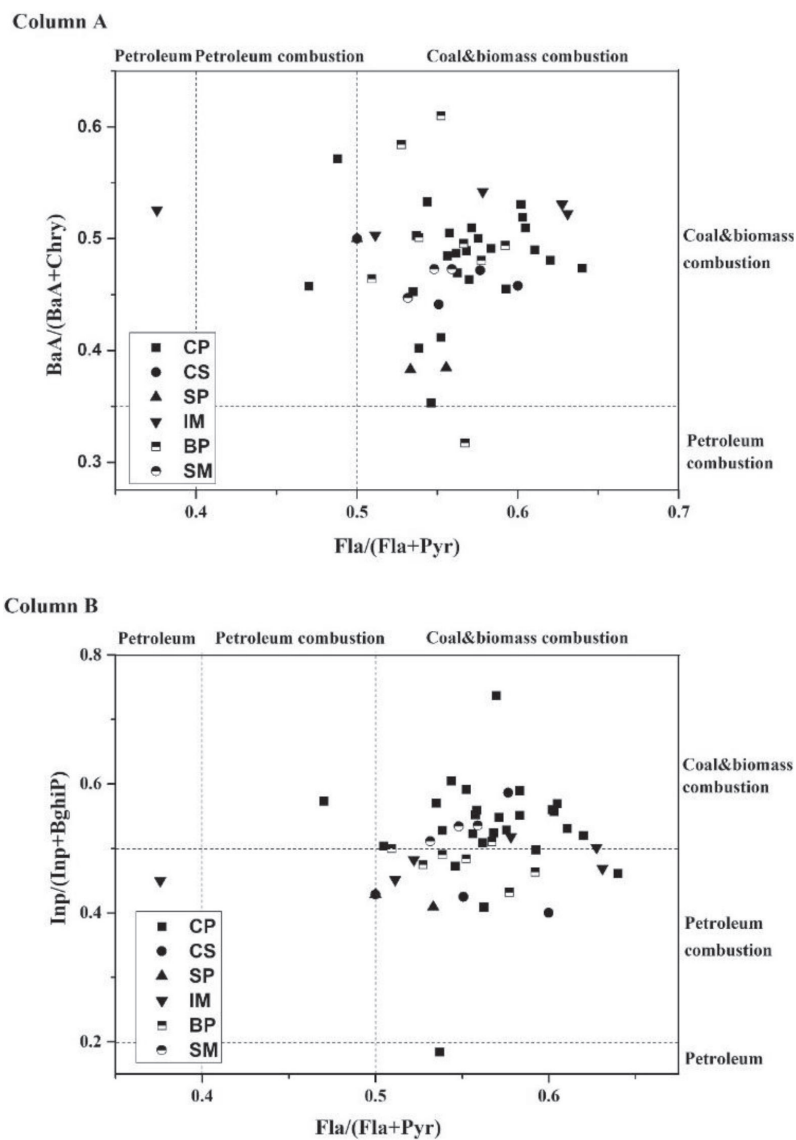 Column A
Petroleum Petroleum combustion Coal&biomass combustion
0.6
0.5
0.4
0.3
BaA/(BaA+Chry)
Coal&biomass
combustion
Petroleum
combustion
CP
CS
SP
IM
BP
SM
0.4 0.5 0.6 0.7
Fla/(Fla+Pyr)
Column B
Petroleum Petroleum combustion Coal&biomass combustion
0.8
0.6
0.4
0.2
Inp/(Inp+BghiP)
Coal&biomass
combustion
Petroleum
combustion
Petroleum
CP
CS
SP
IM
BP
SM
0.4 0.5 0.6
Fla/(Fla+Pyr)